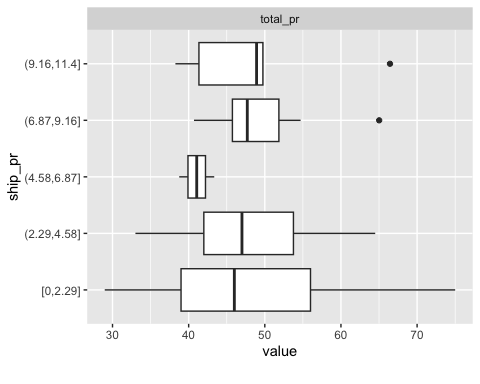 total_pr
(9.16,11.4]
(6.87,9.16]
(4.58,6.87]
(2.29,4.58]
[0,2.29]
ship_pr
30 40 50 60 70
value